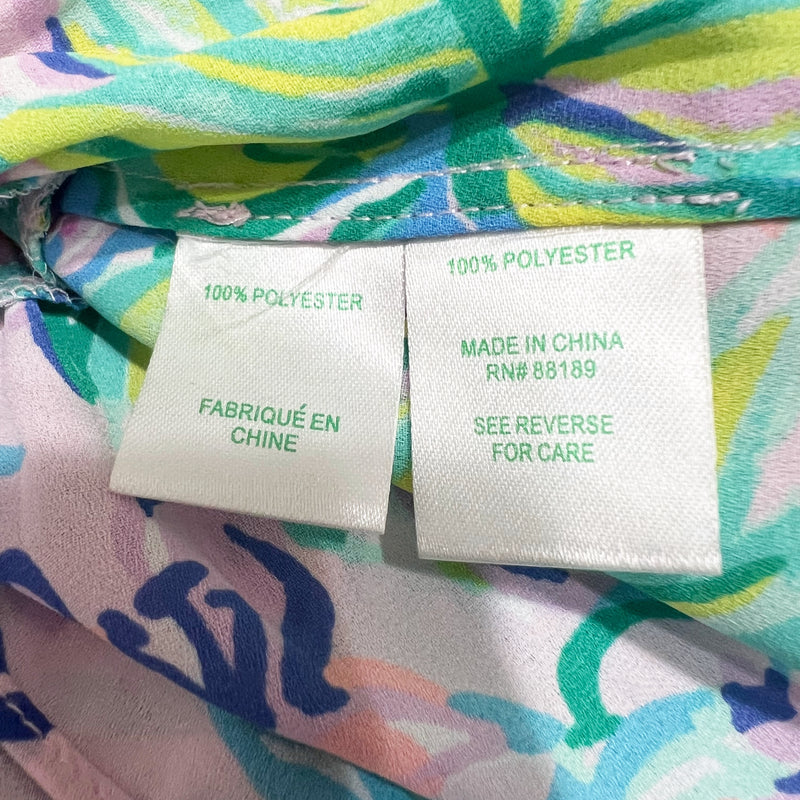 100% POLYESTER
FABRIQUÉ EN
CHINE
100% POLYESTER
MADE IN CHINA
RN# 88189
SEE REVERSE
FOR CARE